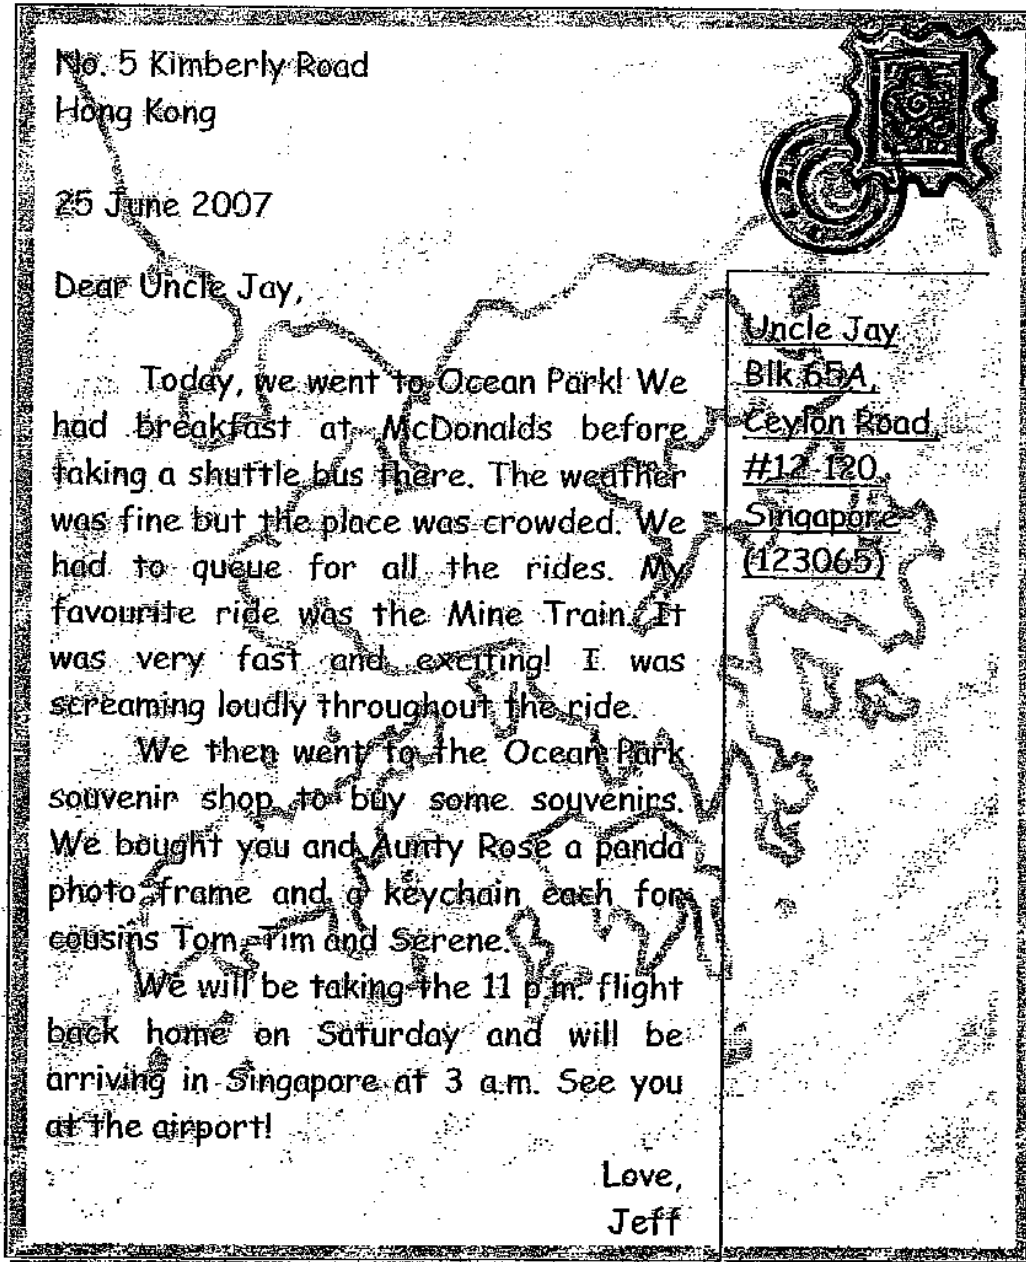 No. 5 Kimberly Road
Hong Kong
25 June 2007
Dear Uncle Jay,
Today, we went to Ocean Park! We
had breakfast at McDonalds before
taking a shuttle bus there. The weather
was fine but the place was crowded. We
had to queue for all the rides. My
favourite ride was the Mine Train. It
was very fast and exciting! I was
screaming loudly throughout the ride.
We then went to the Ocean Park
souvenir shop to buy some souvenirs.
We bought you and Aunty Rose a panda
photo frame and a keychain each for
cousins Tom, Tim and Serene.
We will be taking the 11 p.m. flight
back home on Saturday and will be
arriving in Singapore at 3 a.m. See you
at the airport!
Love,
Jeff
Uncle Jay
Blk 65A,
Ceylon Road,
#12-120,
Singapore
(123065)